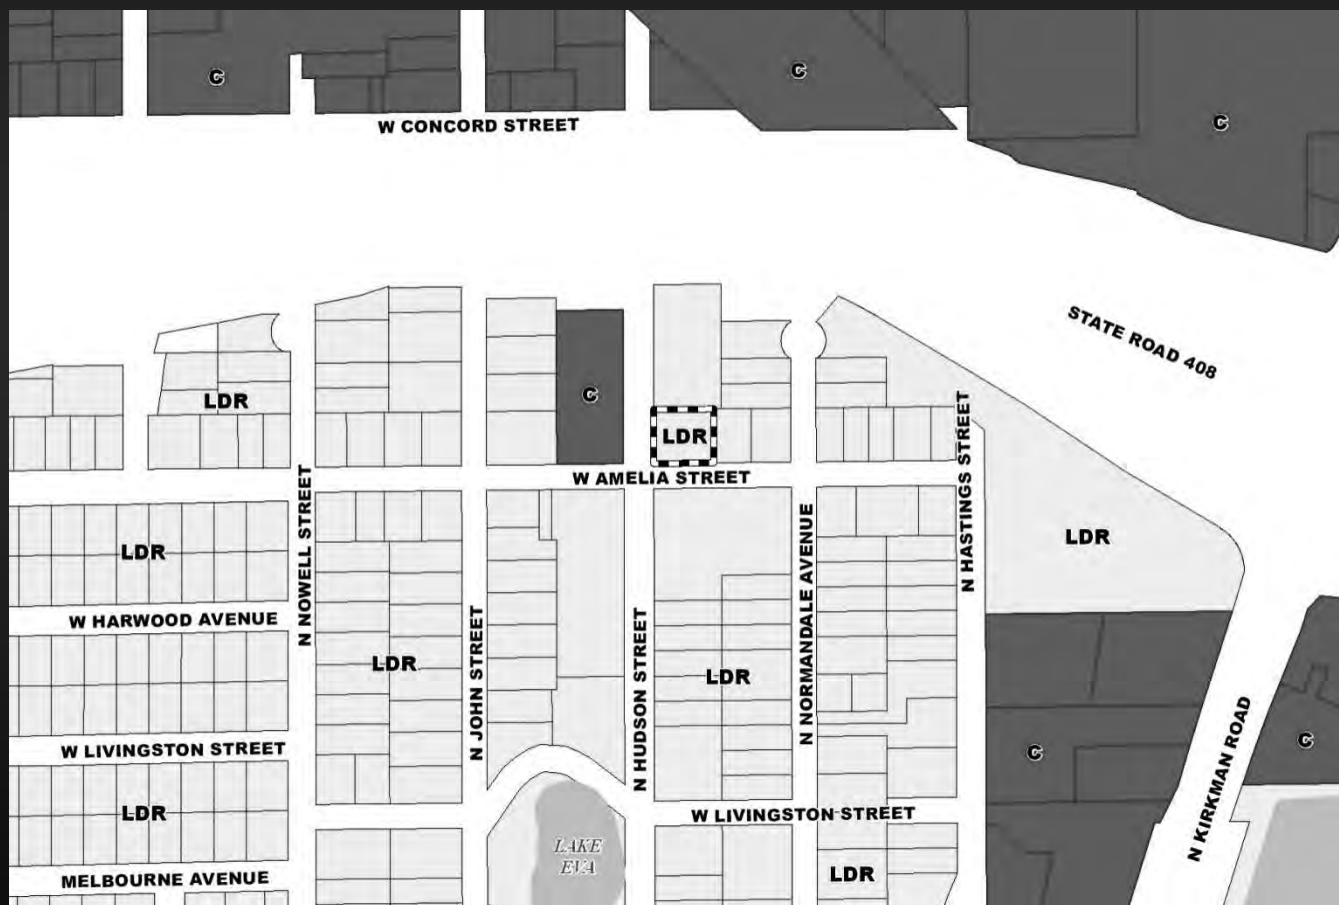 C
C
C
W CONCORD STREET
STATE ROAD 408
C
LDR
LDR
N HASTINGS STREET
W AMELIA STREET
N NOWELL STREET
N NORMANDALE AVENUE
LDR
LDR
W HARWOOD AVENUE
N JOHN STREET
N HUDSON STREET
LDR
LDR
N KIRKMAN ROAD
W LIVINGSTON STREET
C
C
LDR
W LIVINGSTON STREET
LAKE
EVA
MELBOURNE AVENUE
LDR